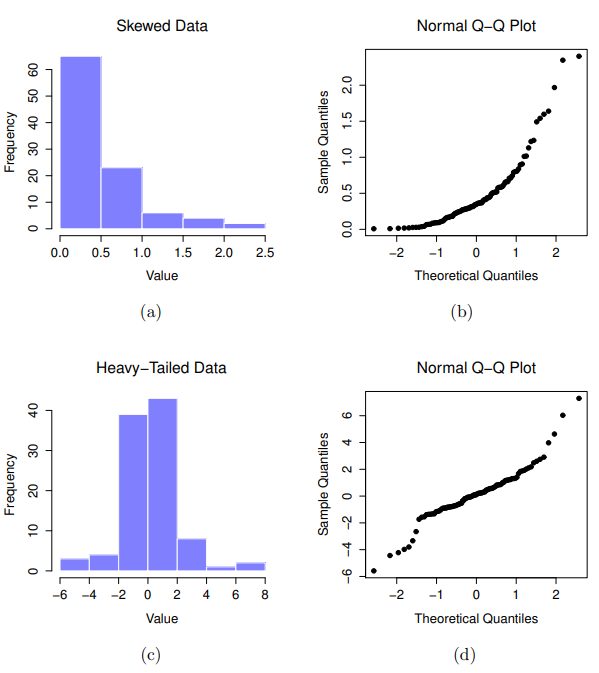 Skewed Data
Frequency
0 10 20 30 40 50 60
0.0 0.5 1.0 1.5 2.0 2.5
Value
(a)
Normal Q−Q Plot
Sample Quantiles
0.0 0.5 1.0 1.5 2.0
−2 −1 0 1 2
Theoretical Quantiles
(b)
Heavy−Tailed Data
Frequency
0 10 20 30 40
−6 −4 −2 0 2 4 6 8
Value
(c)
Normal Q−Q Plot
Sample Quantiles
−6 −4 −2 0 2 4 6
−2 −1 0 1 2
Theoretical Quantiles
(d)